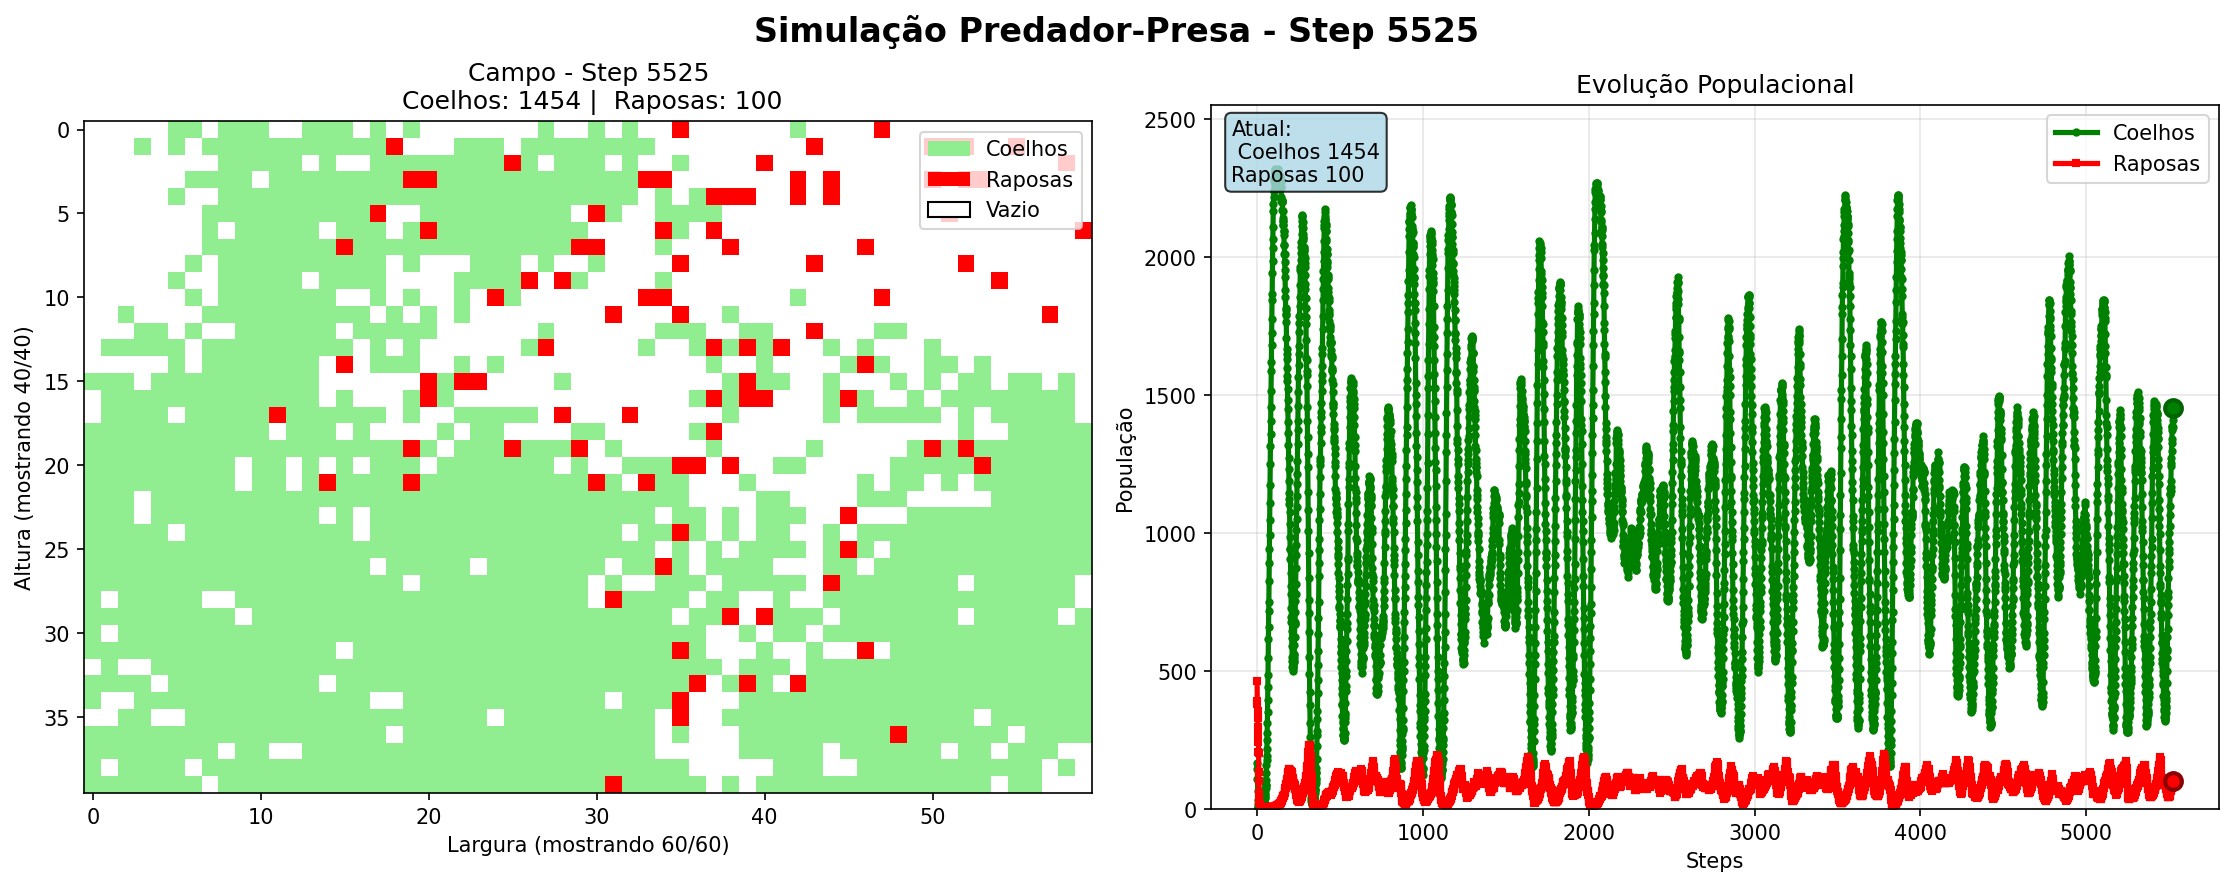 Simulação Predador-Presa - Step 5525
Campo - Step 5525
Coelhos: 1454 |  Raposas: 100
Coelhos
Raposas
Vazio
0
5
10
15
20
25
30
35
Altura (mostrando 40/40)
0
10
20
30
40
50
Largura (mostrando 60/60)
Evolução Populacional
Atual:
Coelhos 1454
Raposas 100
Coelhos
Raposas
2500
2000
1500
1000
500
0
População
0
1000
2000
3000
4000
5000
Steps